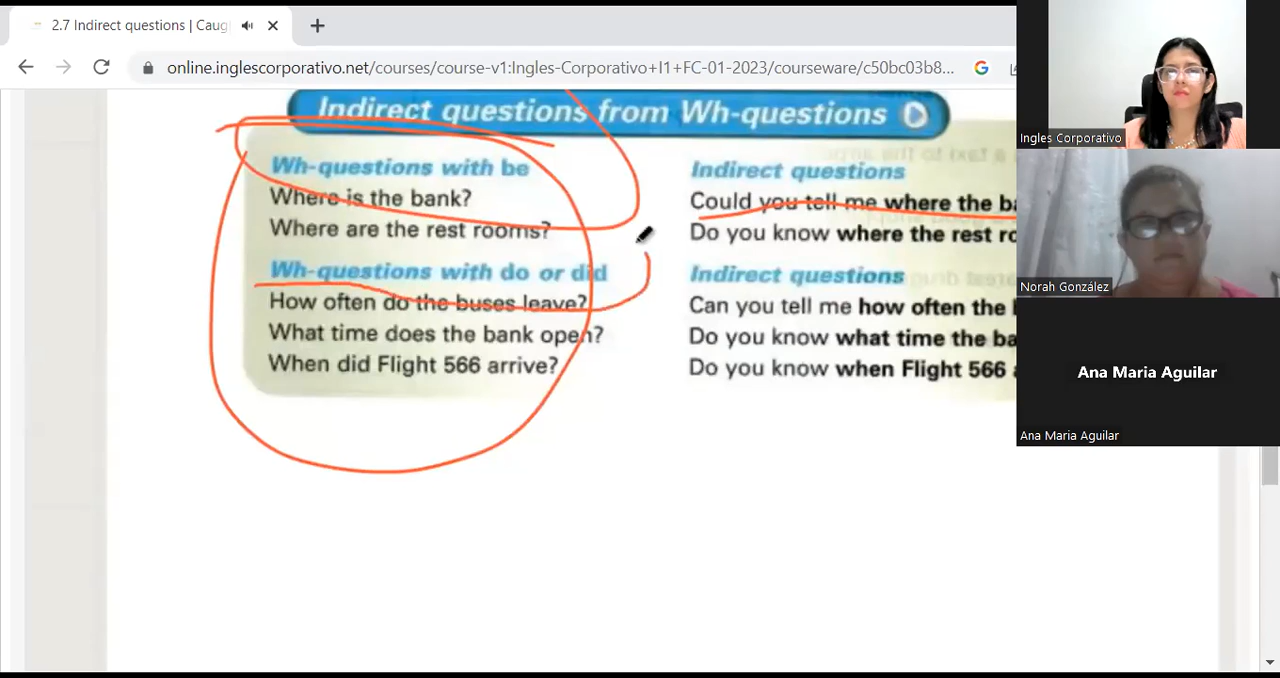 2.7 Indirect questions | Caug
online.inglescorporativo.net/courses/course-v1:Ingles-Corporativo+I1+FC-01-2023/courseware/c50bc03b8...
Indirect questions from Wh-questions
Wh-questions with be
Where is the bank?
Where are the rest rooms?
Wh-questions with do or did
How often do the buses leave?
What time does the bank open?
When did Flight 566 arrive?
Indirect questions
Could you tell me where the ba
Do you know where the rest ro
Indirect questions
Can you tell me how often the
Do you know what time the ba
Do you know when Flight 566
Ingles Corporativo
Norah González
Ana Maria Aguilar
Ana Maria Aguilar